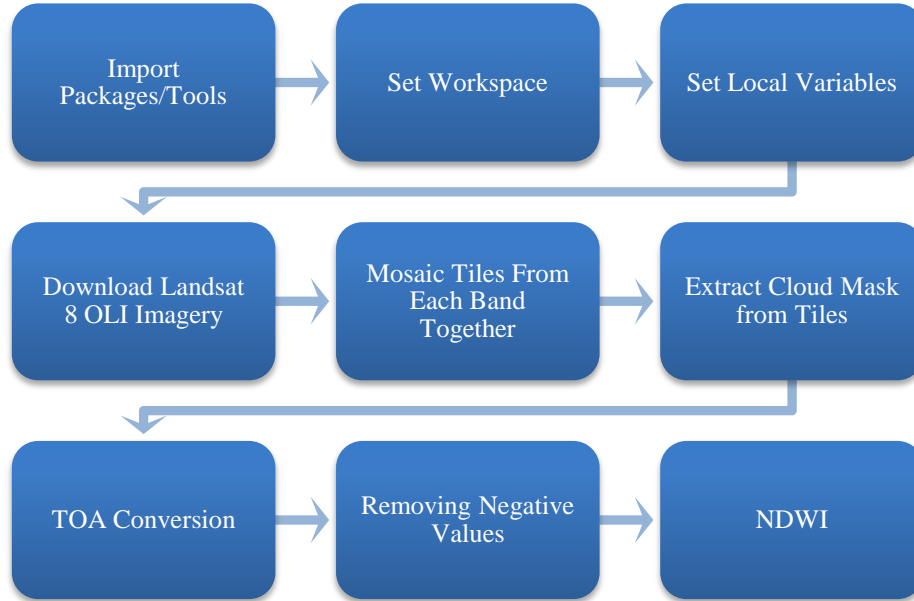 Import
Packages/Tools
Set Workspace
Set Local Variables
Download Landsat
8 OLI Imagery
Mosaic Tiles From
Each Band
Together
Extract Cloud Mask
from Tiles
TOA Conversion
Removing Negative
Values
NDWI